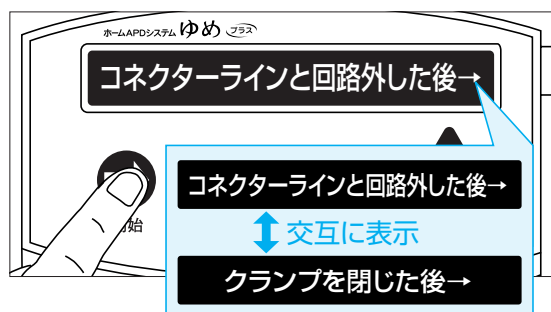 ホームAPDシステム ゆめ プラス
コネクターラインと回路外した後→
コネクターラインと回路外した後→
交互に表示
クランプを閉じた後→
始